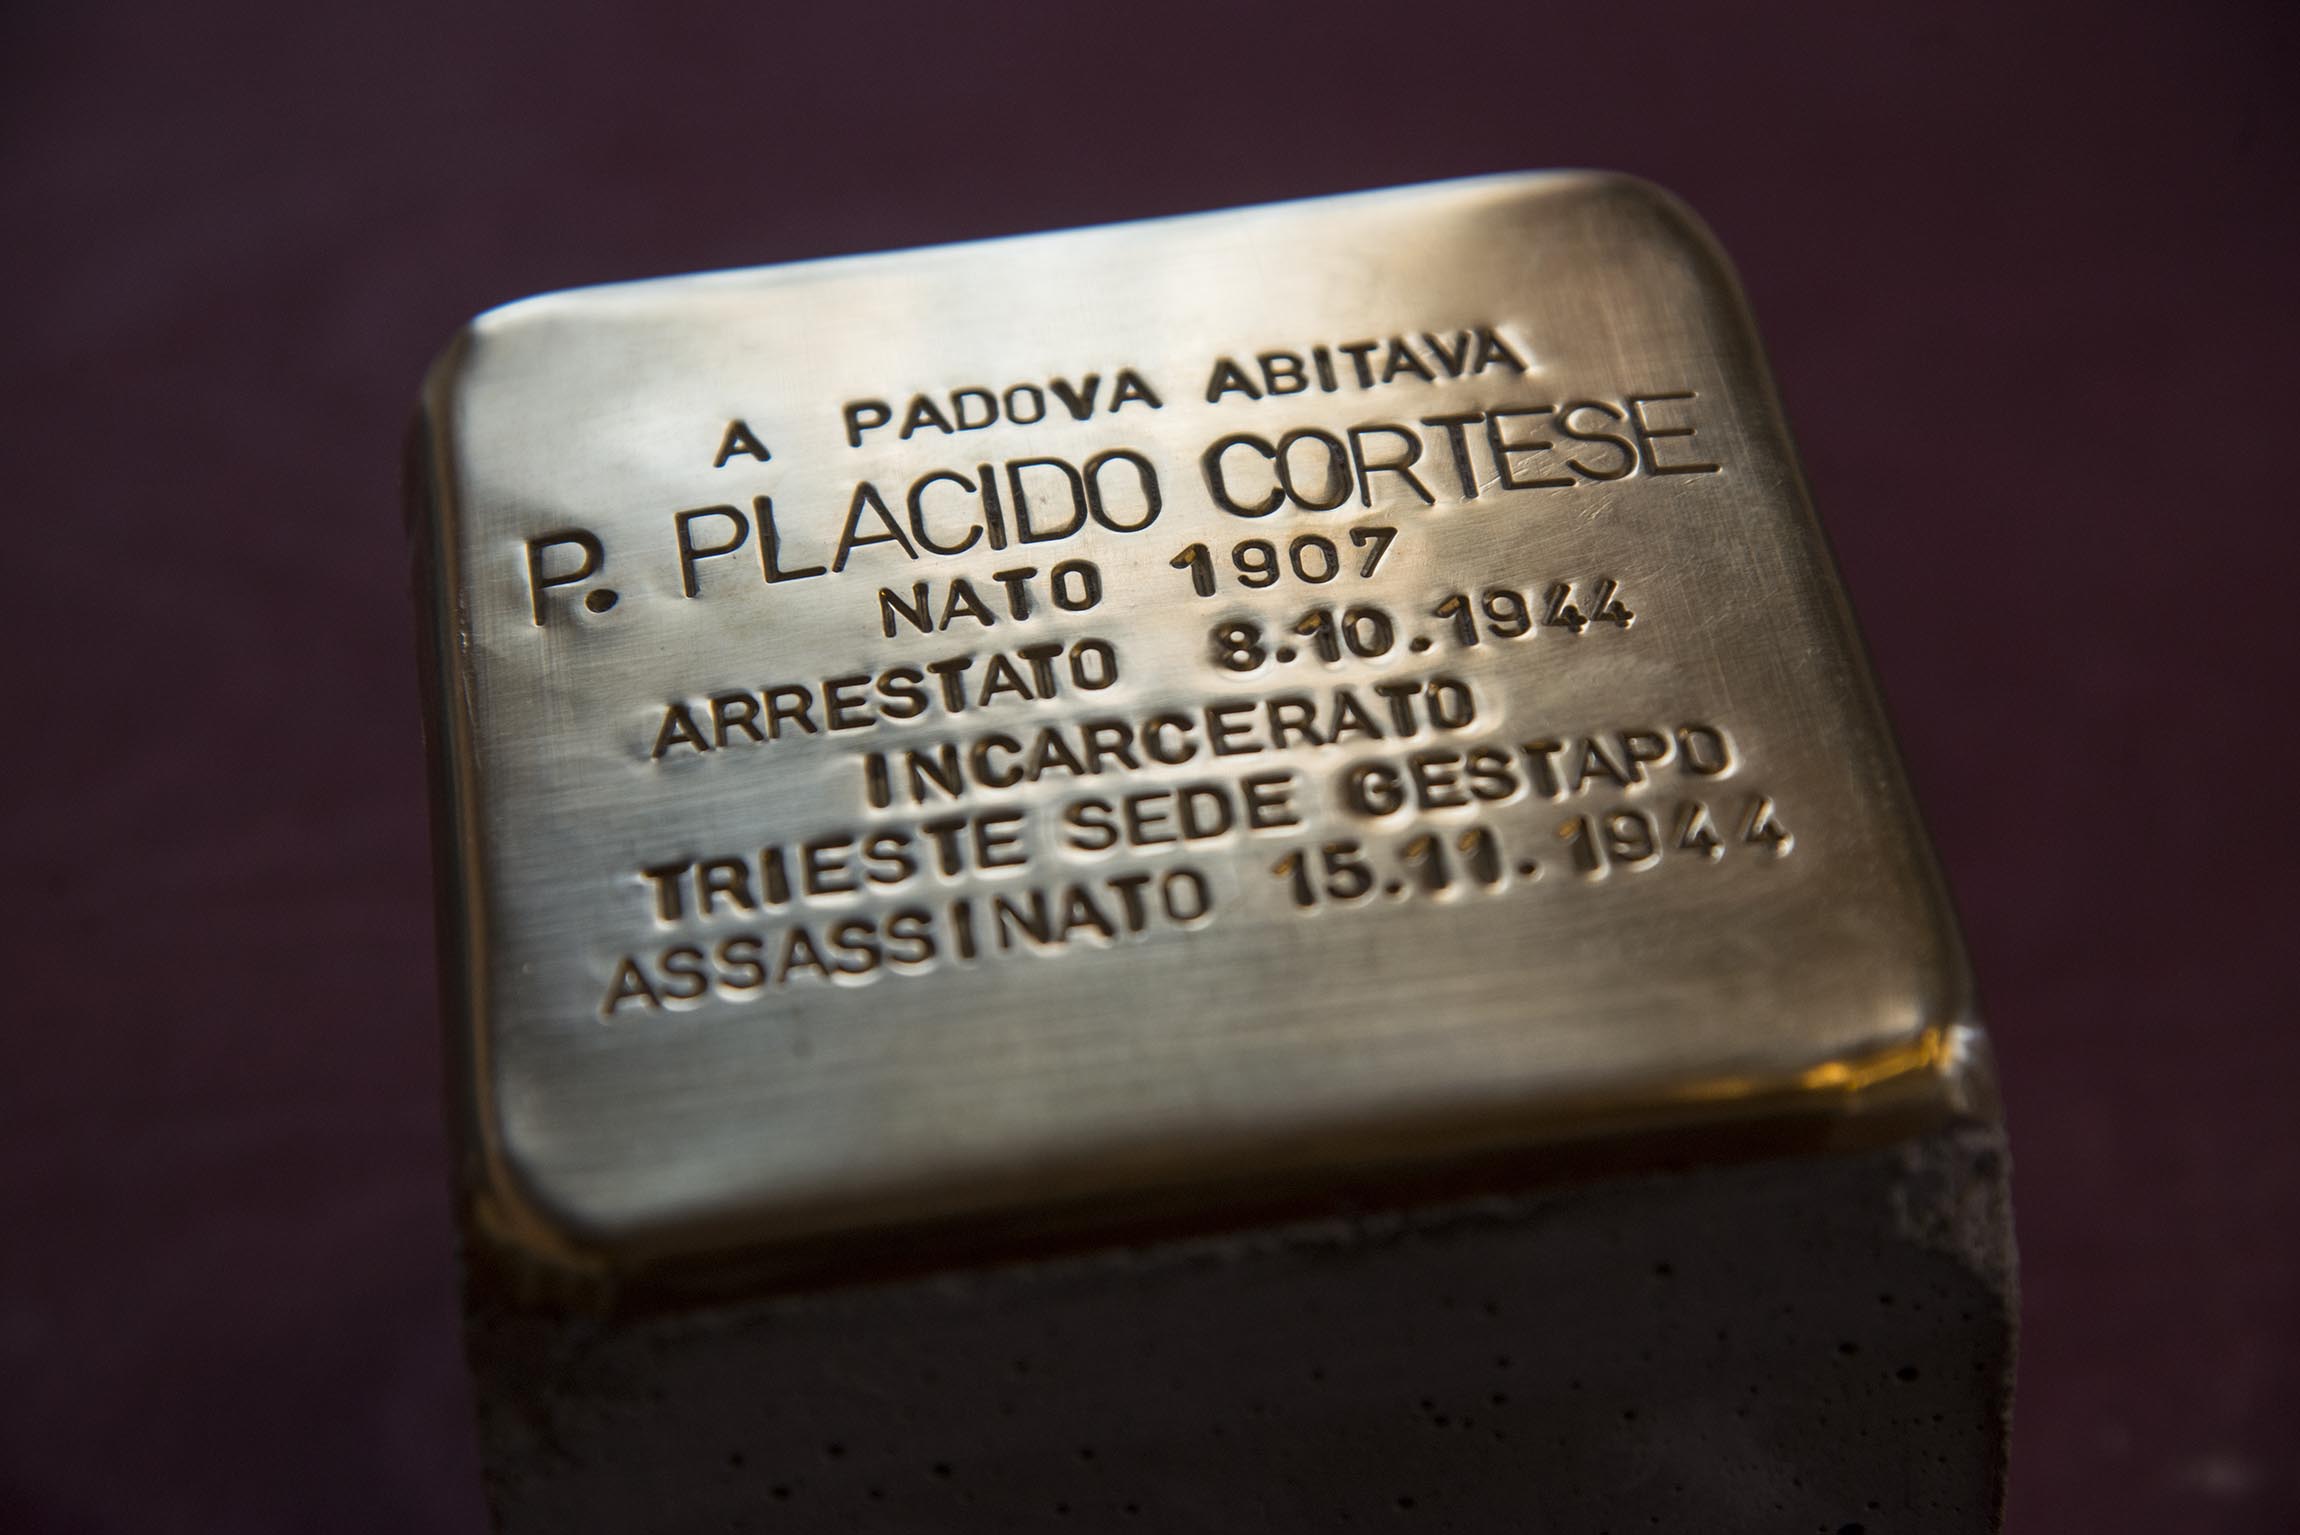 A PADOVA ABITAVA
P. PLACIDO CORTESE
NATO 1907
ARRESTATO 8.10.1944
INCARCERATO
TRIESTE SEDE GESTAPO
ASSASSINATO 15.11.1944